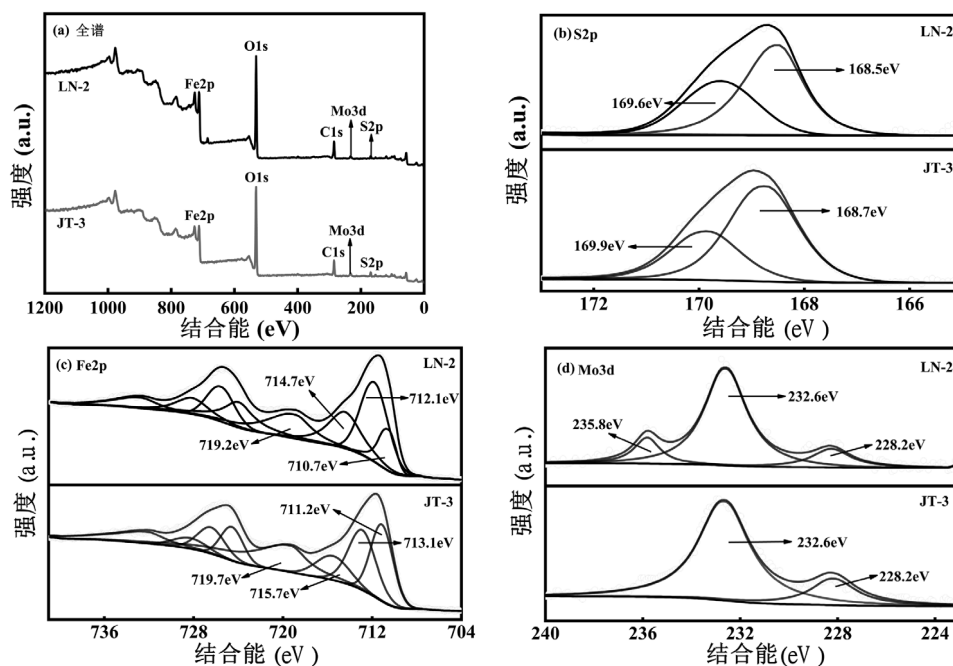 (a) 全谱
O1s
LN-2
Fe2p
Mo3d
C1s
S2p
O1s
JT-3
Fe2p
Mo3d
C1s
S2p
强度 (a.u.)
1200 1000 800 600 400 200 0
结合能 (eV)
(b) S2p
LN-2
168.5eV
169.6eV
JT-3
168.7eV
169.9eV
强度 (a.u.)
172 170 168 166
结合能 (eV)
(c) Fe2p
LN-2
714.7eV
712.1eV
719.2eV
710.7eV
JT-3
711.2eV
713.1eV
719.7eV
715.7eV
强度 (a.u.)
736 728 720 711 704
结合能 (eV)
(d) Mo3d
LN-2
232.6eV
235.8eV
228.2eV
JT-3
232.6eV
228.2eV
强度 (a.u.)
240 236 232 228 224
结合能 (eV)